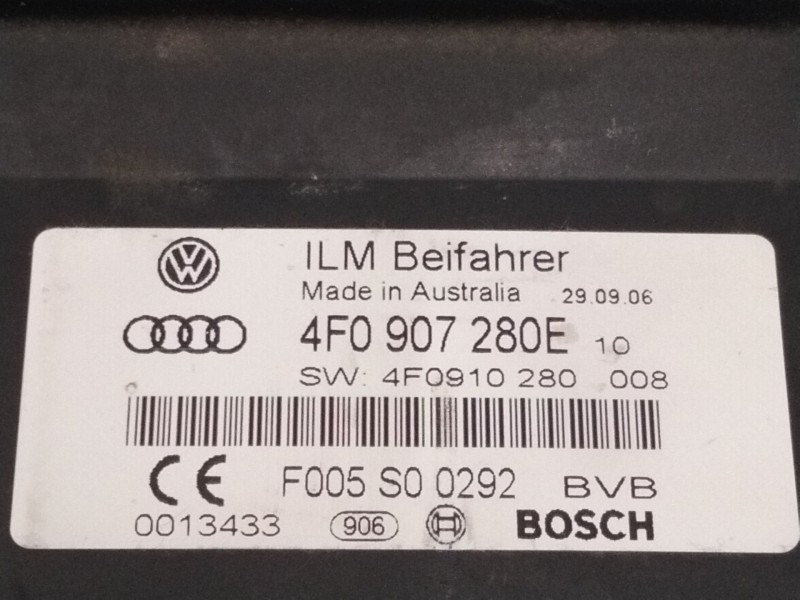 ILM Beifahrer
Made in Australia 29.09.06
4F0 907 280E 10
SW: 4F0910 280 008
CE F005 S0 0292 BVB
0013433 906 BOSCH